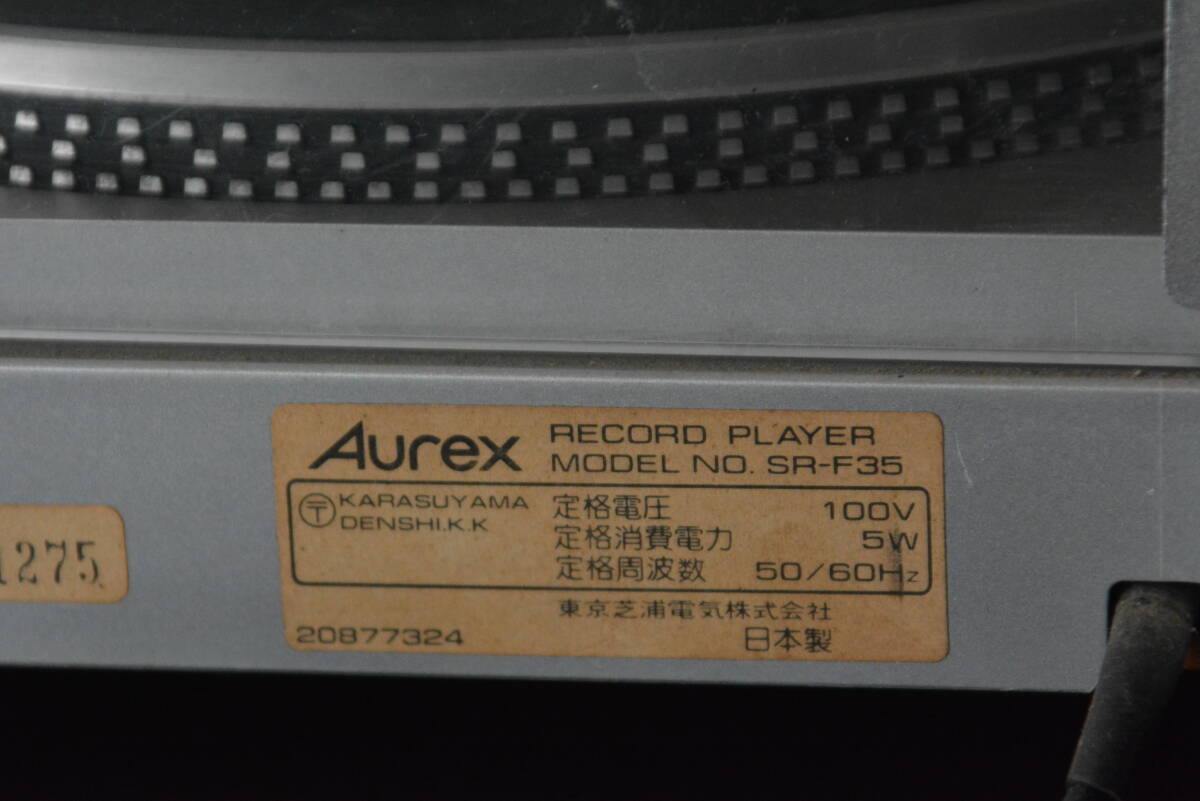 Aurex
RECORD PLAYER
MODEL NO. SR-F35
〒 KARASUYAMA
DENSHI.K.K
定格電圧 100V
定格消費電力 5W
定格周波数 50/60Hz
東京芝浦電気株式会社
20877324 日本製
1275